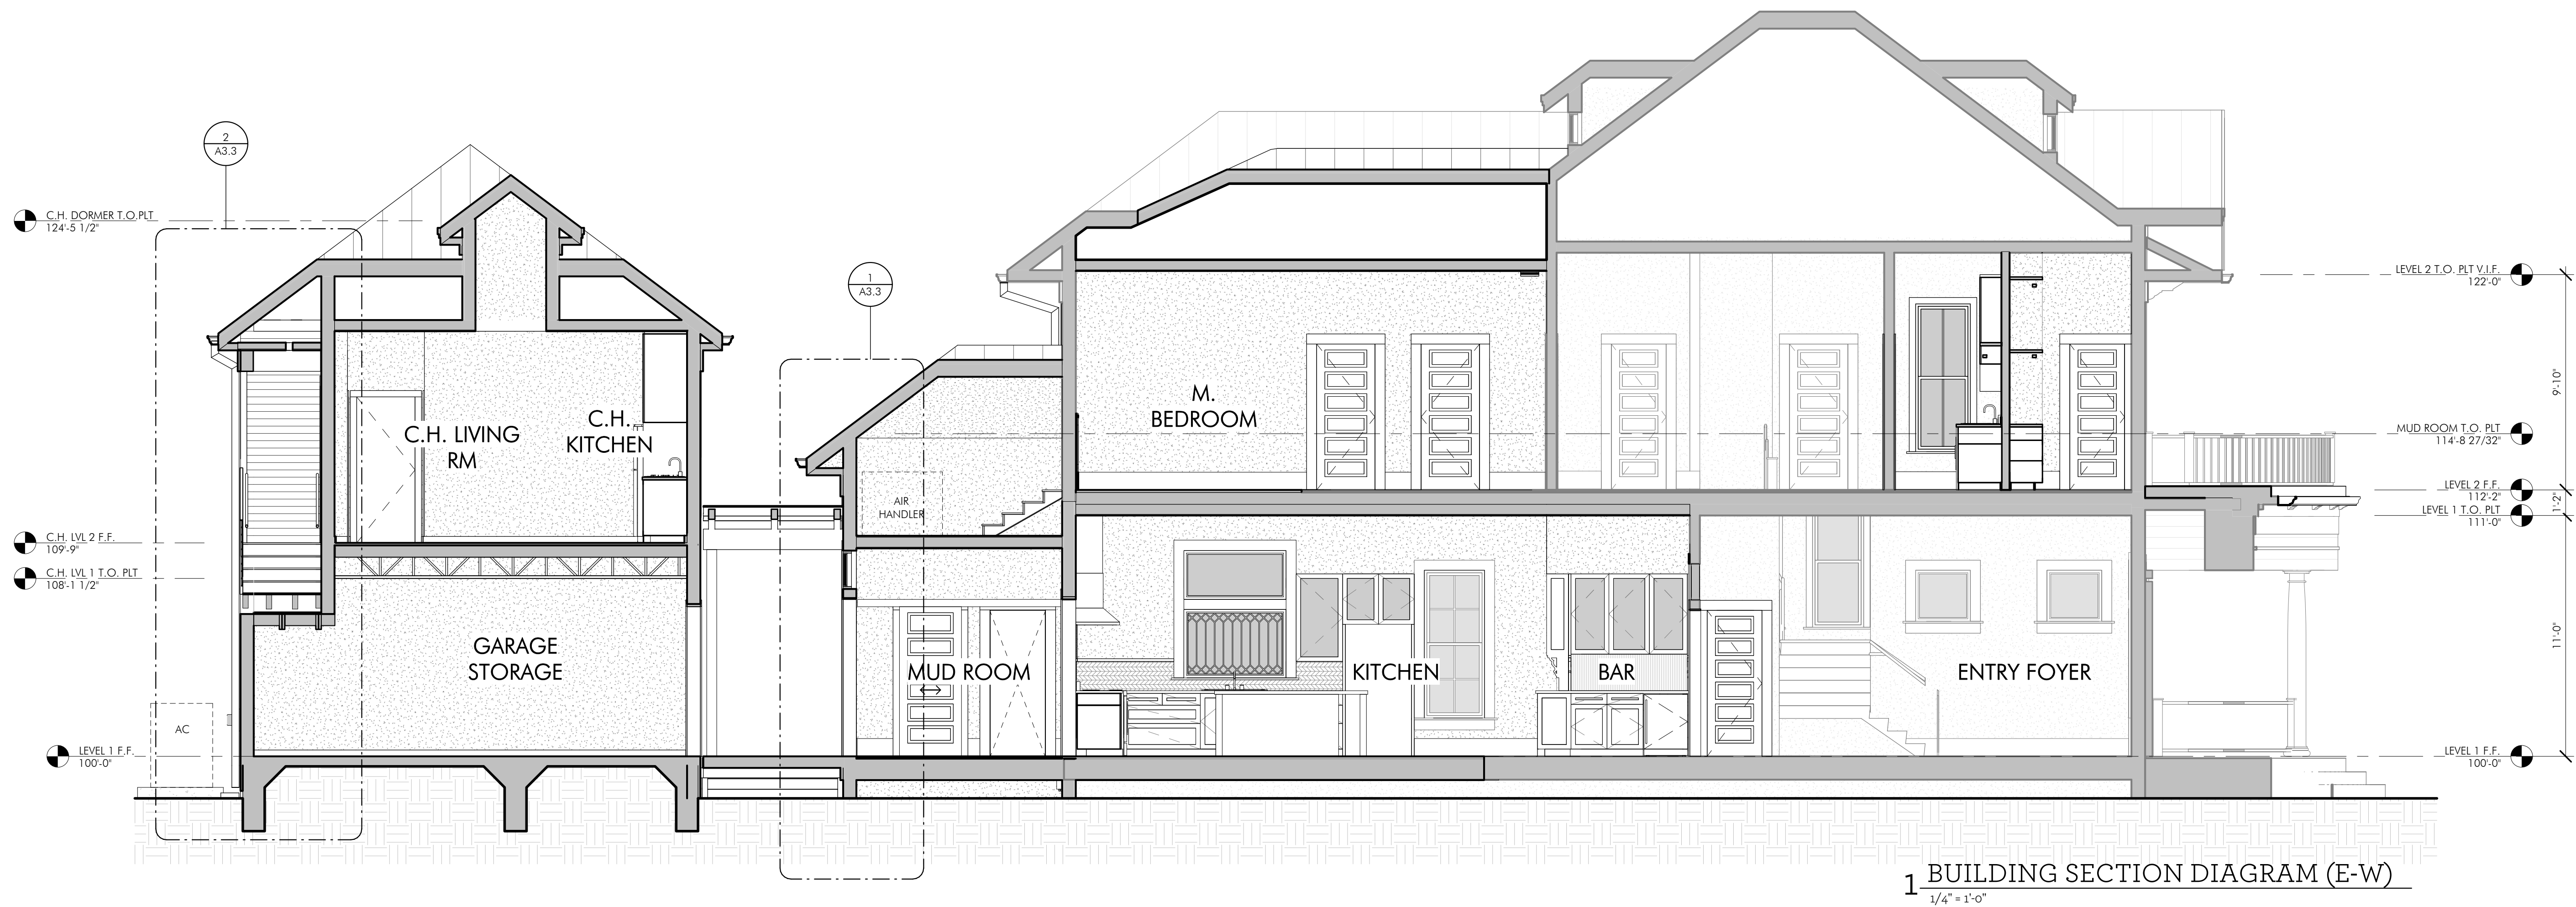 2
A3.3
C.H. DORMER T.O.PLT
124'-5 1/2"
1
A3.3
LEVEL 2 T.O. PLT V.I.F.
122'-0"
9'-10"
M.
BEDROOM
C.H. LIVING
RM
C.H.
KITCHEN
MUD ROOM T.O. PLT
114'-8 27/32"
AIR
HANDLER
LEVEL 2 F.F.
112'-2"
1'-2"
LEVEL 1 T.O. PLT
111'-0"
C.H. LVL 2 F.F.
109'-9"
C.H. LVL 1 T.O. PLT
108'-1 1/2"
11'-0"
GARAGE
STORAGE
MUD ROOM
KITCHEN
BAR
ENTRY FOYER
AC
LEVEL 1 F.F.
100'-0"
LEVEL 1 F.F.
100'-0"
1 BUILDING SECTION DIAGRAM (E-W)
1/4" = 1'-0"